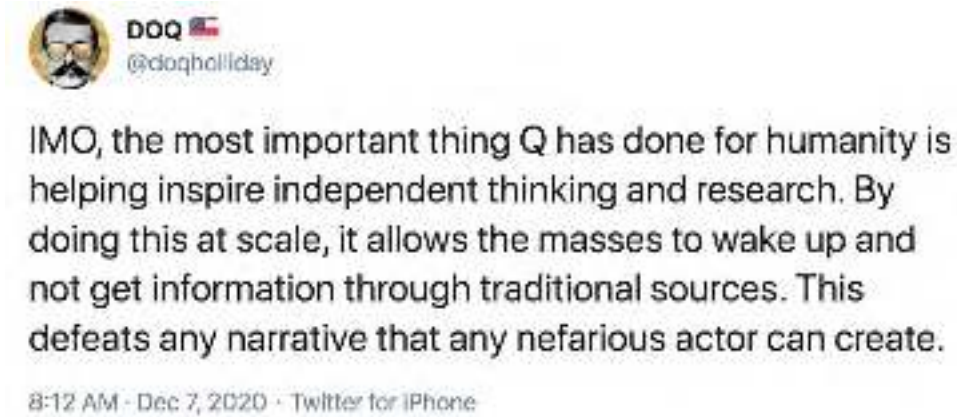 DOQ
@doqholliday
IMO, the most important thing Q has done for humanity is
helping inspire independent thinking and research. By
doing this at scale, it allows the masses to wake up and
not get information through traditional sources. This
defeats any narrative that any nefarious actor can create.
8:12 AM · Dec 7, 2020 · Twitter for iPhone